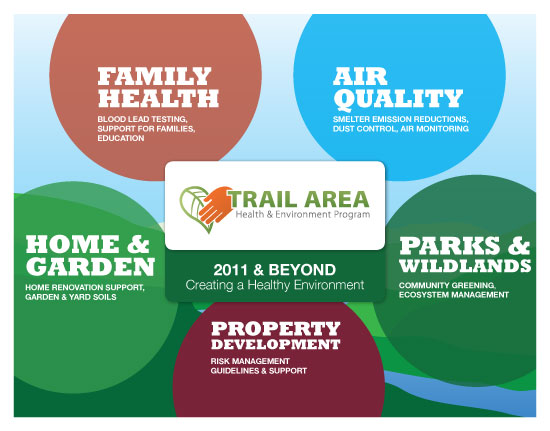 FAMILY
HEALTH
BLOOD LEAD TESTING,
SUPPORT FOR FAMILIES,
EDUCATION
AIR
QUALITY
SMELTER EMISSION REDUCTIONS,
DUST CONTROL, AIR MONITORING
TRAIL AREA
Health & Environment Program
2011 & BEYOND
Creating a Healthy Environment
HOME &
GARDEN
HOME RENOVATION SUPPORT,
GARDEN & YARD SOILS
PARKS &
WILDLANDS
COMMUNITY GREENING,
ECOSYSTEM MANAGEMENT
PROPERTY
DEVELOPMENT
RISK MANAGEMENT
GUIDELINES & SUPPORT